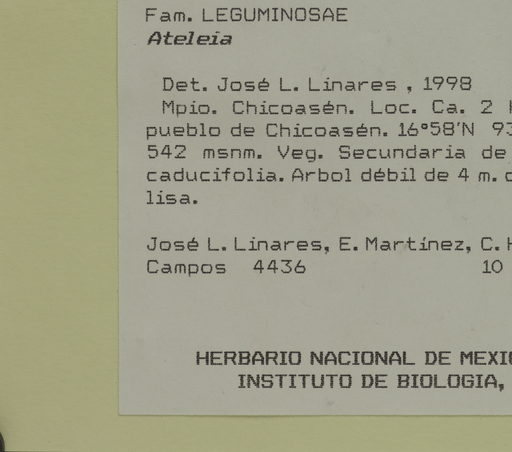 Fam. LEGUMINOSAE
Ateleia
Det. José L. Linares , 1998
Mpio. Chicoasén. Loc. Ca. 2
pueblo de Chicoasén. 16°58'N 93
542 msnm. Veg. Secundaria de
caducifolia. Arbol débil de 4 m.
lisa.
José L. Linares, E. Martínez, C.
Campos 4436 10
HERBARIO NACIONAL DE
INSTITUTO DE BIOLOGIA,